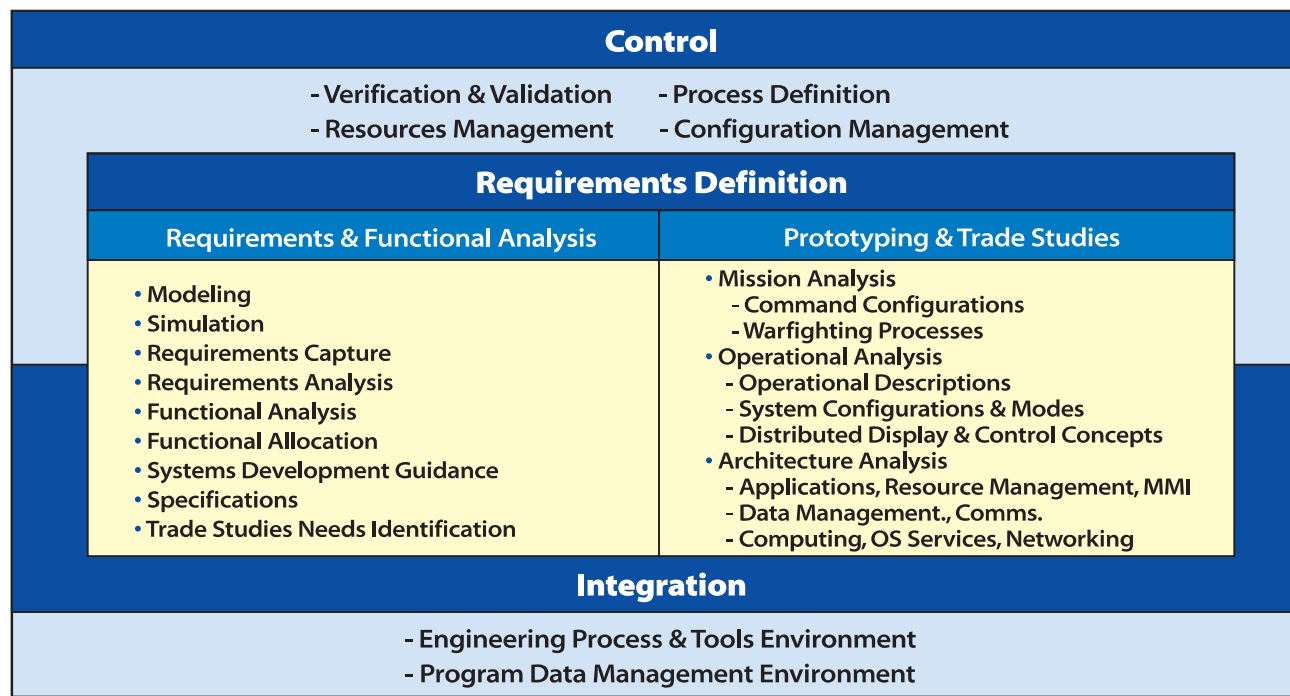 Control
- Verification & Validation - Process Definition
- Resources Management - Configuration Management
Requirements Definition
Requirements & Functional Analysis
• Modeling
• Simulation
• Requirements Capture
• Requirements Analysis
• Functional Analysis
• Functional Allocation
• Systems Development Guidance
• Specifications
• Trade Studies Needs Identification
Prototyping & Trade Studies
• Mission Analysis
- Command Configurations
- Warfighting Processes
• Operational Analysis
- Operational Descriptions
- System Configurations & Modes
- Distributed Display & Control Concepts
• Architecture Analysis
- Applications, Resource Management, MMI
- Data Management., Comms.
- Computing, OS Services, Networking
Integration
- Engineering Process & Tools Environment
- Program Data Management Environment